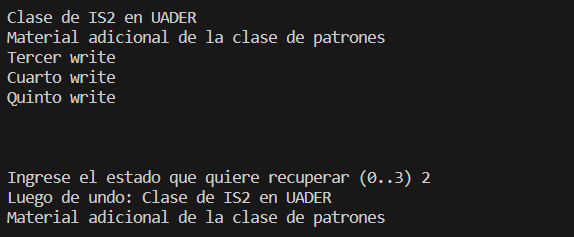 Clase de IS2 en UADER
Material adicional de la clase de patrones
Tercer write
Cuarto write
Quinto write
Ingrese el estado que quiere recuperar (0..3) 2
Luego de undo: Clase de IS2 en UADER
Material adicional de la clase de patrones